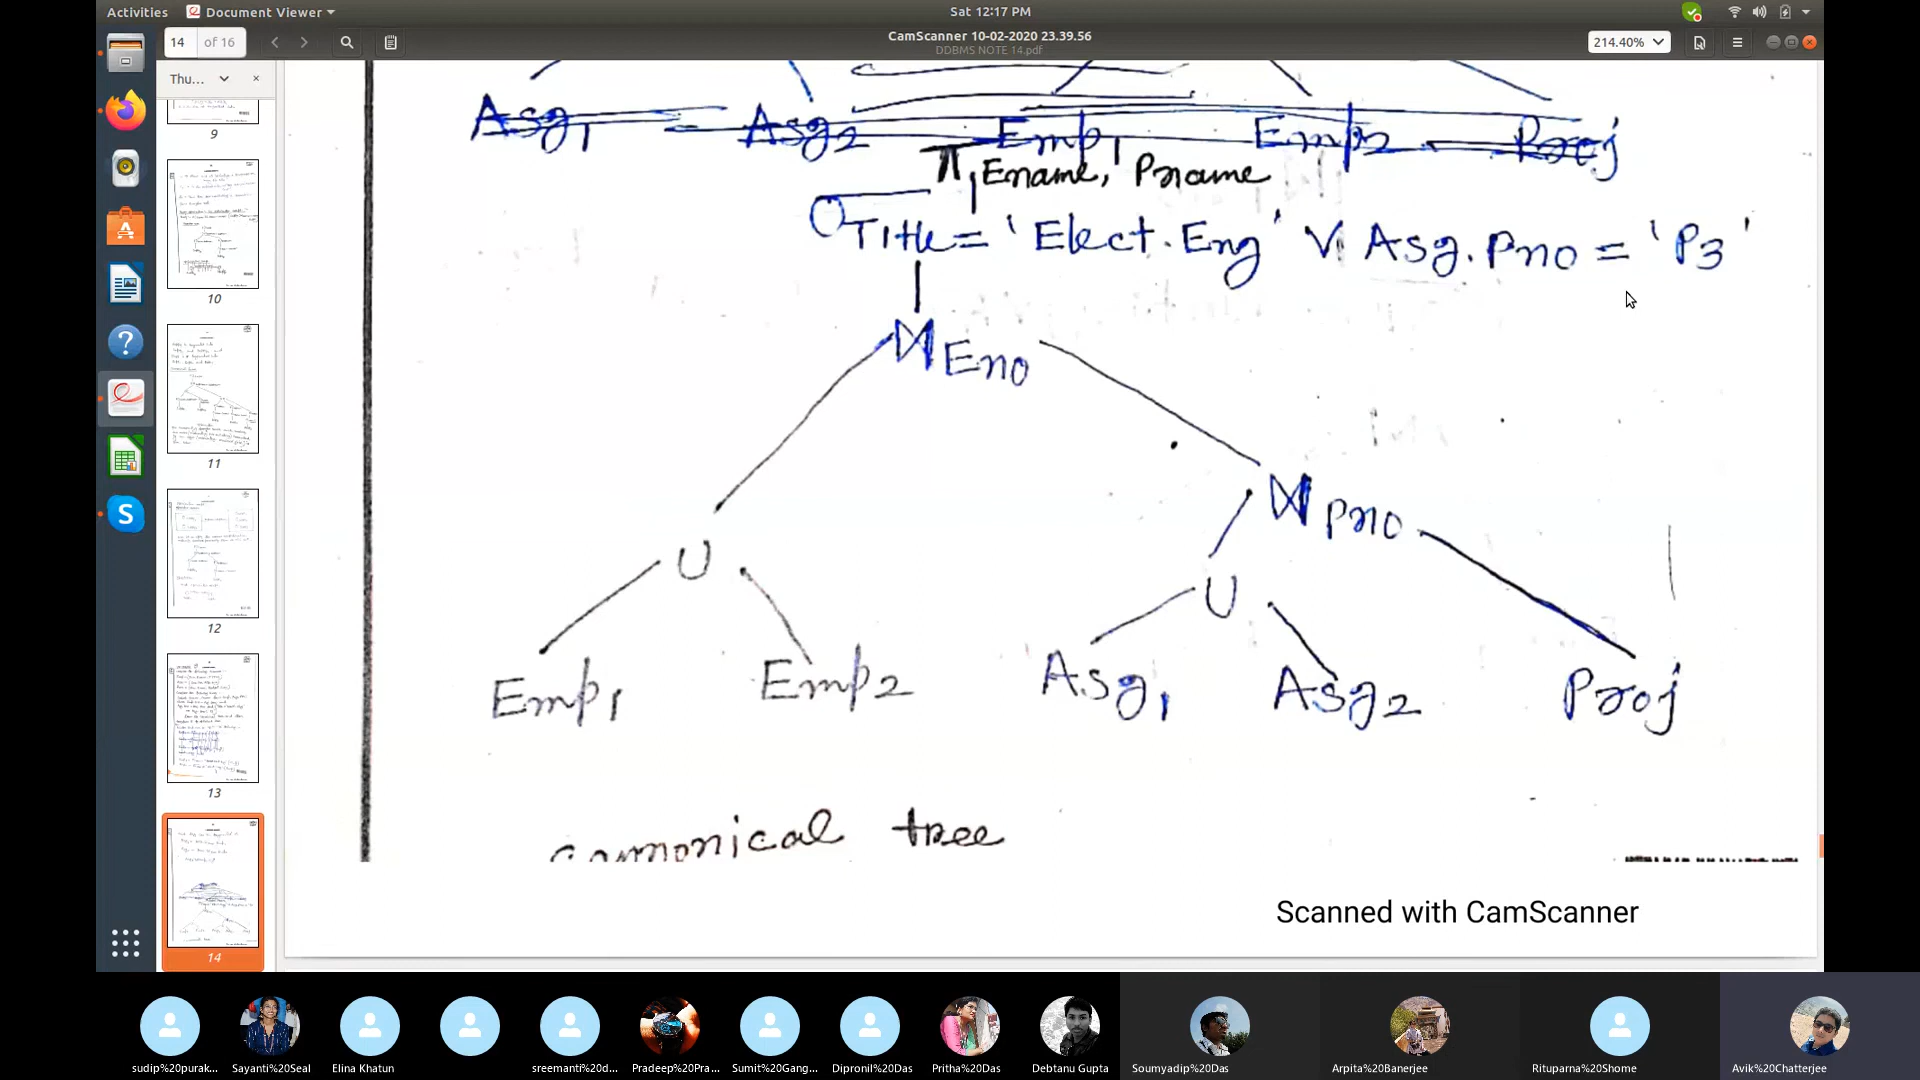 Activities Document Viewer Sat 12:17 PM
14 of 16 CamScanner 10-02-2020 23.39.56 214.40%
DDBMS NOTE 14.pdf
Thu...
9
10
11
12
13
14
Asg1 Asg2 Emp1 Emp2 Proj
π Ename, Pname
σ Title = 'Elect. Eng' V Asg. Pno = 'P3'
⋈ Eno
⋈ Pno
U
U
Emp1 Emp2 Asg1 Asg2 Proj
canonical tree
Scanned with CamScanner
sudip%20purak... Sayanti%20Seal Elina Khatun sreemanti%20d... Pradeep%20Pra... Sumit%20Gang... Dipronil%20Das Pritha%20Das Debtanu Gupta Soumyadip%20Das Arpita%20Banerjee Rituparna%20Shome Avik%20Chatterjee